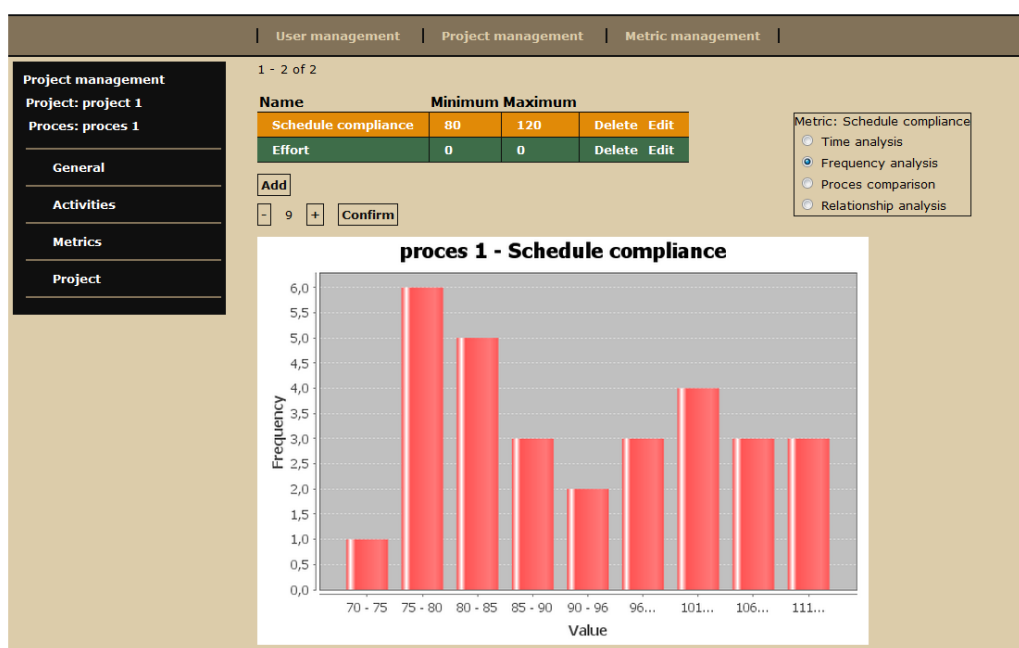 User management Project management Metric management
Project management
Project: project 1
Proces: proces 1
General
Activities
Metrics
Project
1 - 2 of 2
Name Minimum Maximum
Schedule compliance 80 120 Delete Edit
Effort 0 0 Delete Edit
Add
- 9 + Confirm
Metric: Schedule compliance
Time analysis
Frequency analysis
Proces comparison
Relationship analysis
proces 1 - Schedule compliance
Frequency
6,0
5,5
5,0
4,5
4,0
3,5
3,0
2,5
2,0
1,5
1,0
0,5
0,0
70 - 75 75 - 80 80 - 85 85 - 90 90 - 96 96... 101... 106... 111...
Value